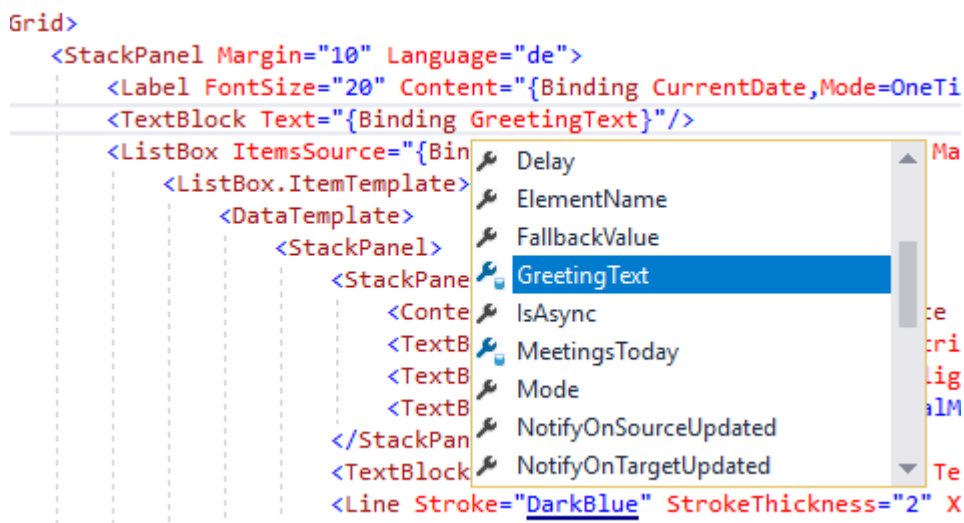 Grid>
<StackPanel Margin="10" Language="de">
<Label FontSize="20" Content="{Binding CurrentDate,Mode=OneTi
<TextBlock Text="{Binding GreetingText}"/>
<ListBox ItemsSource="{Bin Ma
<ListBox.ItemTemplate>
<DataTemplate>
<StackPanel>
<StackPane
<Conte te
<TextB tri
<TextB lig
<TextB alM
</StackPan
<TextBlock Te
<Line Stroke="DarkBlue" StrokeThickness="2" X
Delay
ElementName
FallbackValue
GreetingText
IsAsync
MeetingsToday
Mode
NotifyOnSourceUpdated
NotifyOnTargetUpdated